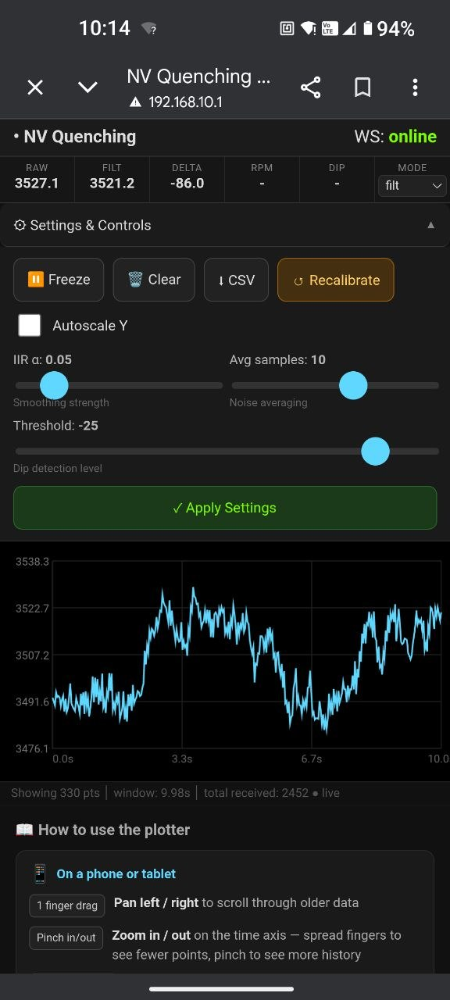 10:14 Vo LTE 94%
NV Quenching ...
192.168.10.1
• NV Quenching WS: online
RAW FILT DELTA RPM DIP MODE
3527.1 3521.2 -86.0 - - filt
Settings & Controls ▲
Freeze Clear ↓ CSV ↺ Recalibrate
Autoscale Y
IIR α: 0.05 Avg samples: 10
Smoothing strength Noise averaging
Threshold: -25
Dip detection level
✓ Apply Settings
3538.3
3522.7
3507.2
3491.6
3476.1
0.0s 3.3s 6.7s 10.0
Showing 330 pts | window: 9.98s | total received: 2452 ● live
How to use the plotter
On a phone or tablet
1 finger drag Pan left / right to scroll through older data
Pinch in/out Zoom in / out on the time axis — spread fingers to
see fewer points, pinch to see more history